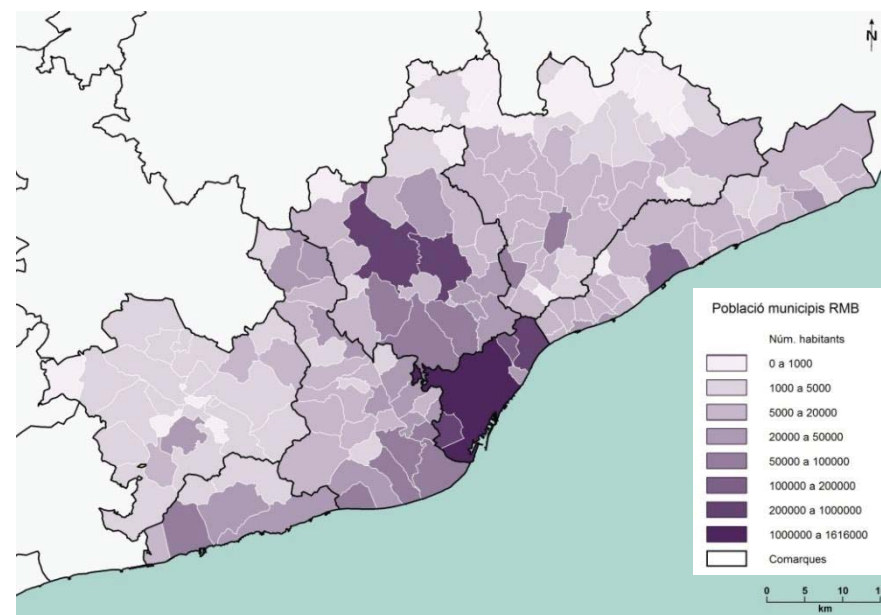 N
Població municipis RMB
Núm. habitants
0 a 1000
1000 a 5000
5000 a 20000
20000 a 50000
50000 a 100000
100000 a 200000
200000 a 1000000
1000000 a 1616000
Comarques
0 5 10 15
km